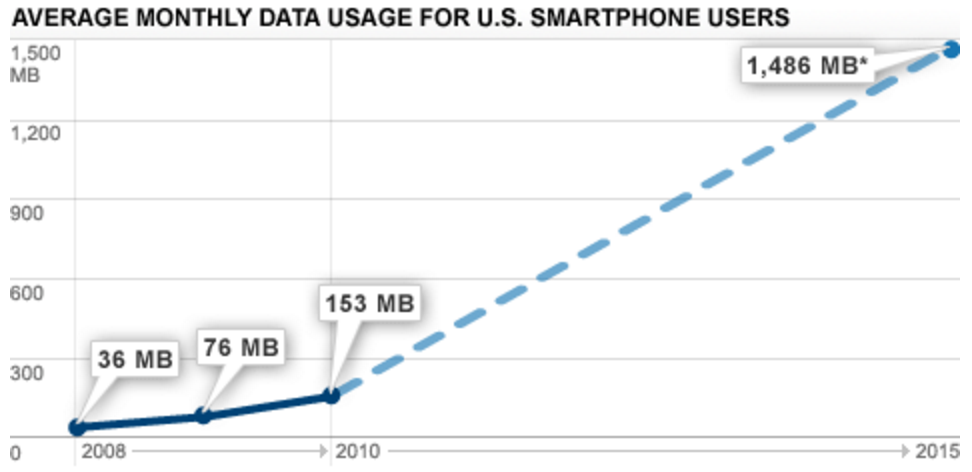 AVERAGE MONTHLY DATA USAGE FOR U.S. SMARTPHONE USERS
1,500
MB
1,486 MB*
1,200
900
600
153 MB
76 MB
36 MB
300
0
2008
2010
2015